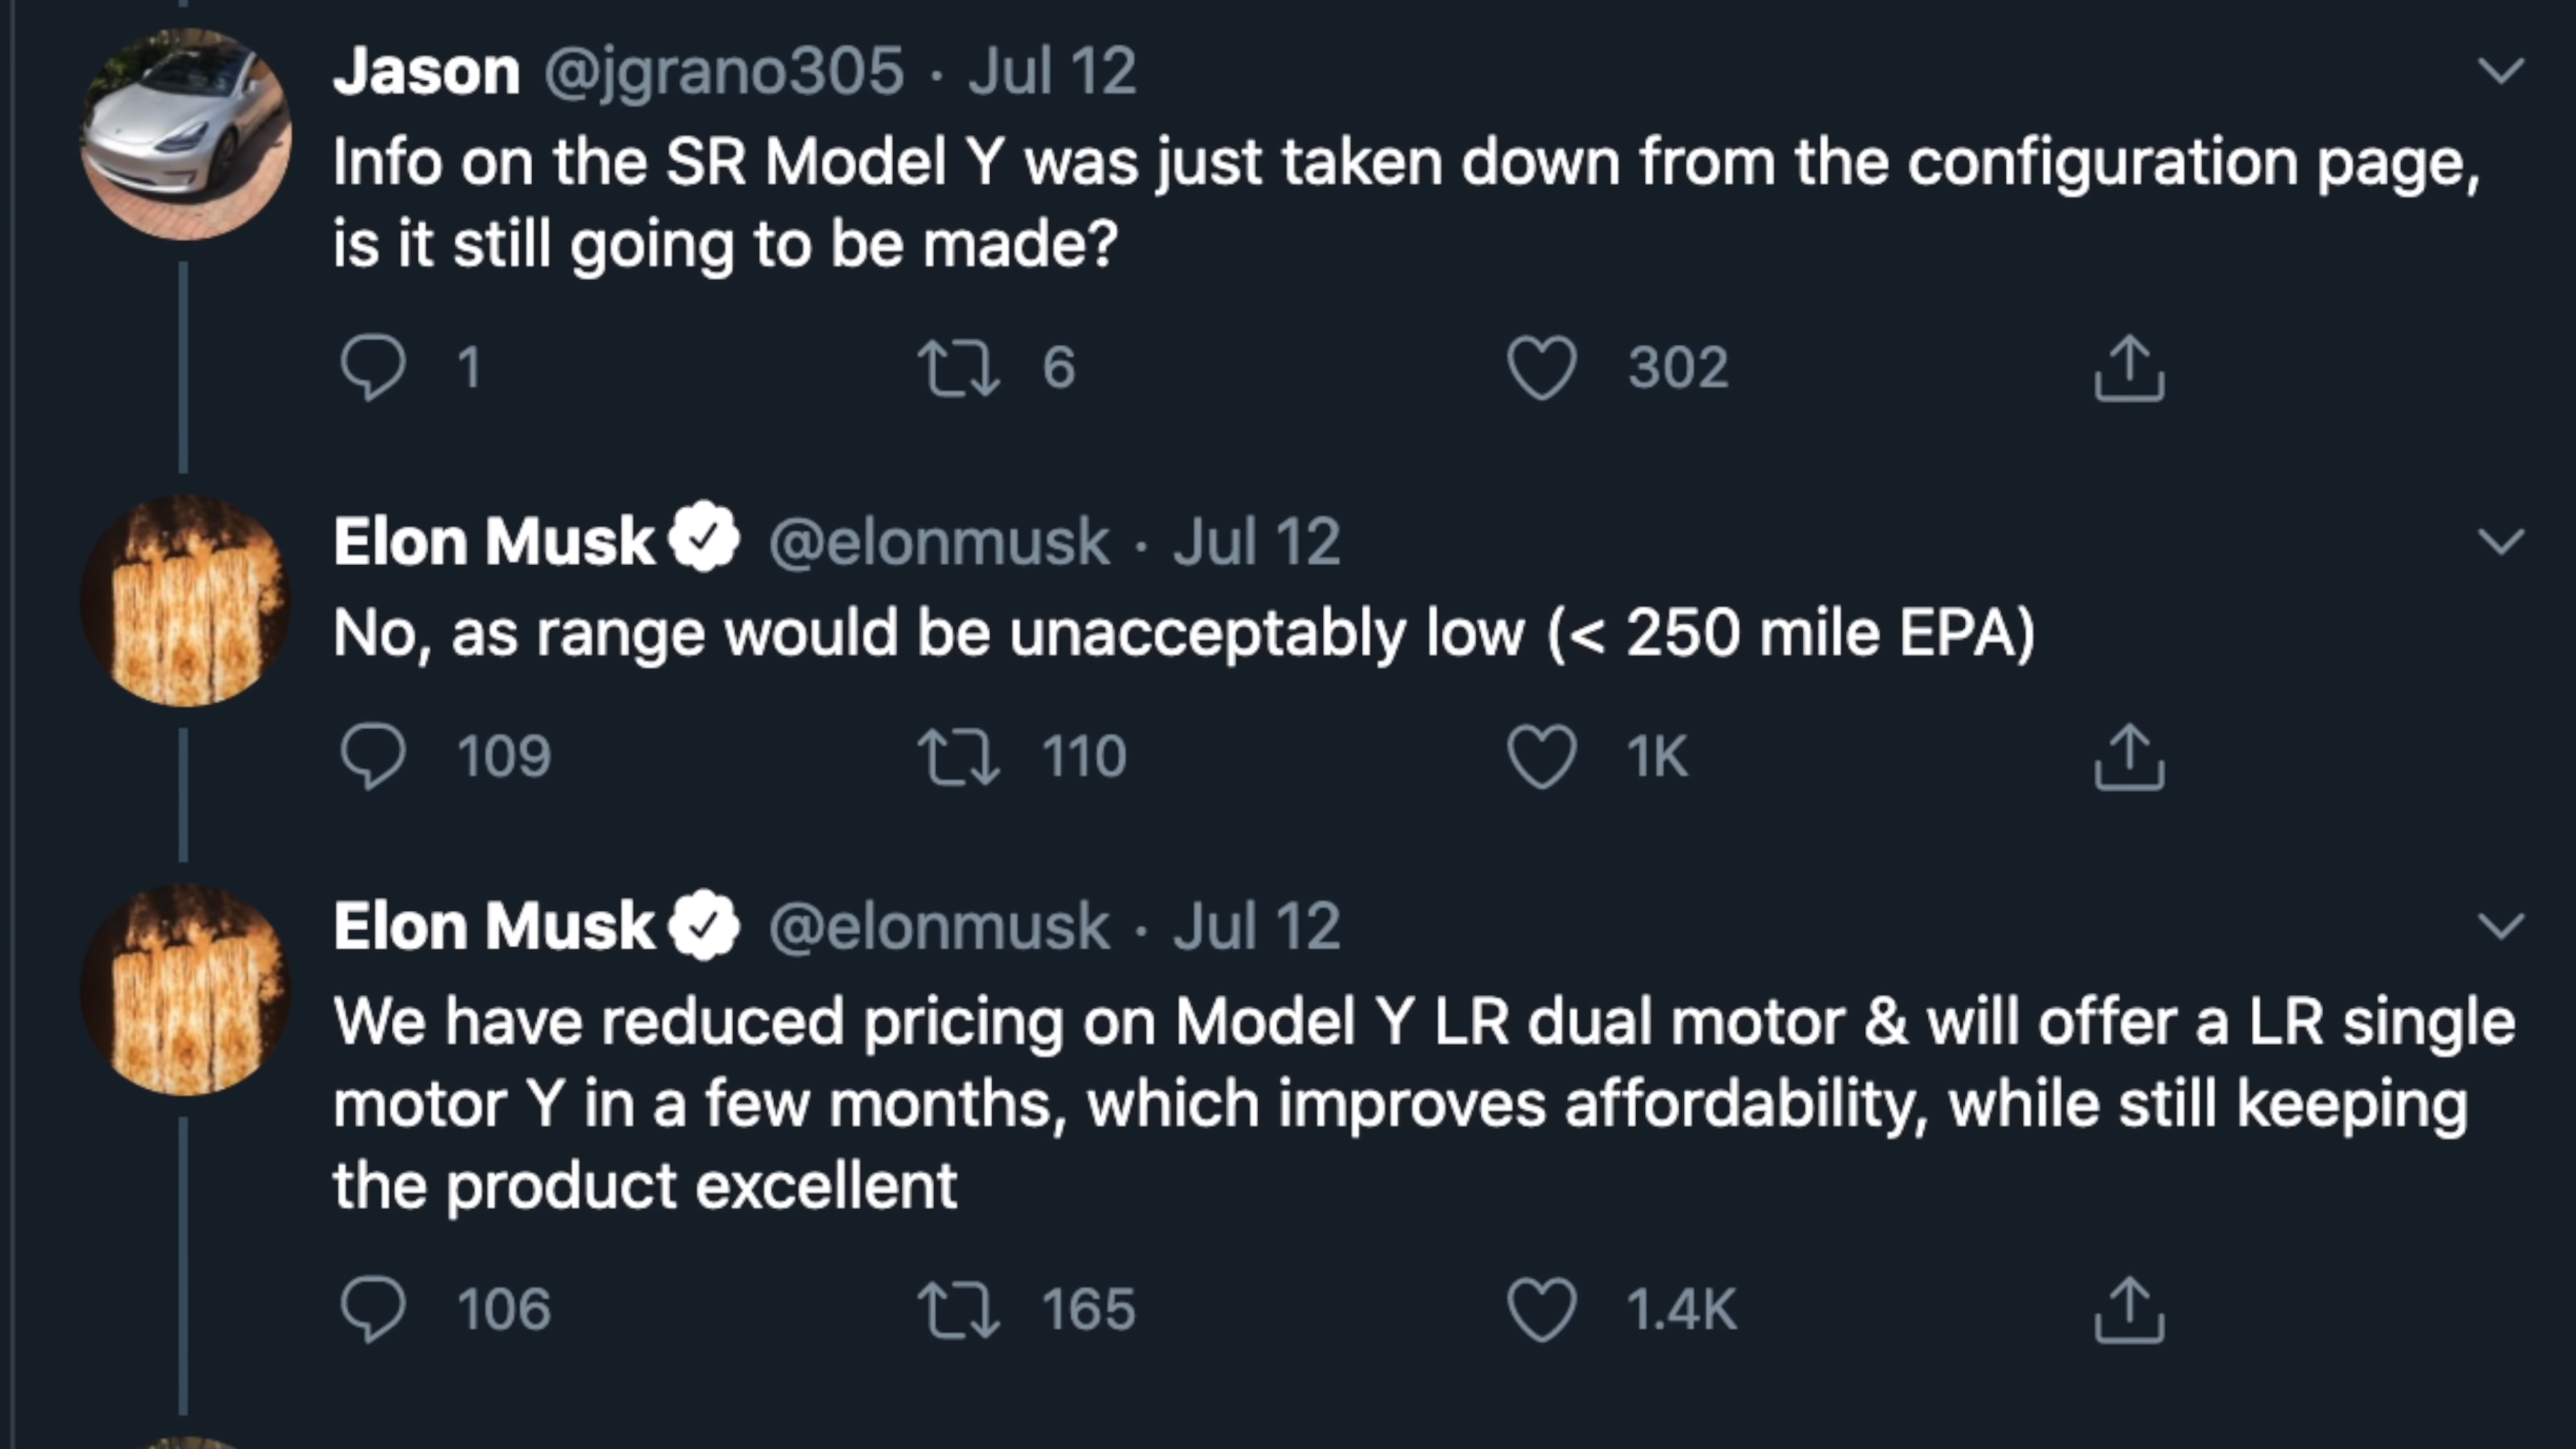 Jason @jgrano305 · Jul 12
Info on the SR Model Y was just taken down from the configuration page,
is it still going to be made?
1 6 302
Elon Musk @elonmusk · Jul 12
No, as range would be unacceptably low (< 250 mile EPA)
109 110 1K
Elon Musk @elonmusk · Jul 12
We have reduced pricing on Model Y LR dual motor & will offer a LR single
motor Y in a few months, which improves affordability, while still keeping
the product excellent
106 165 1.4K